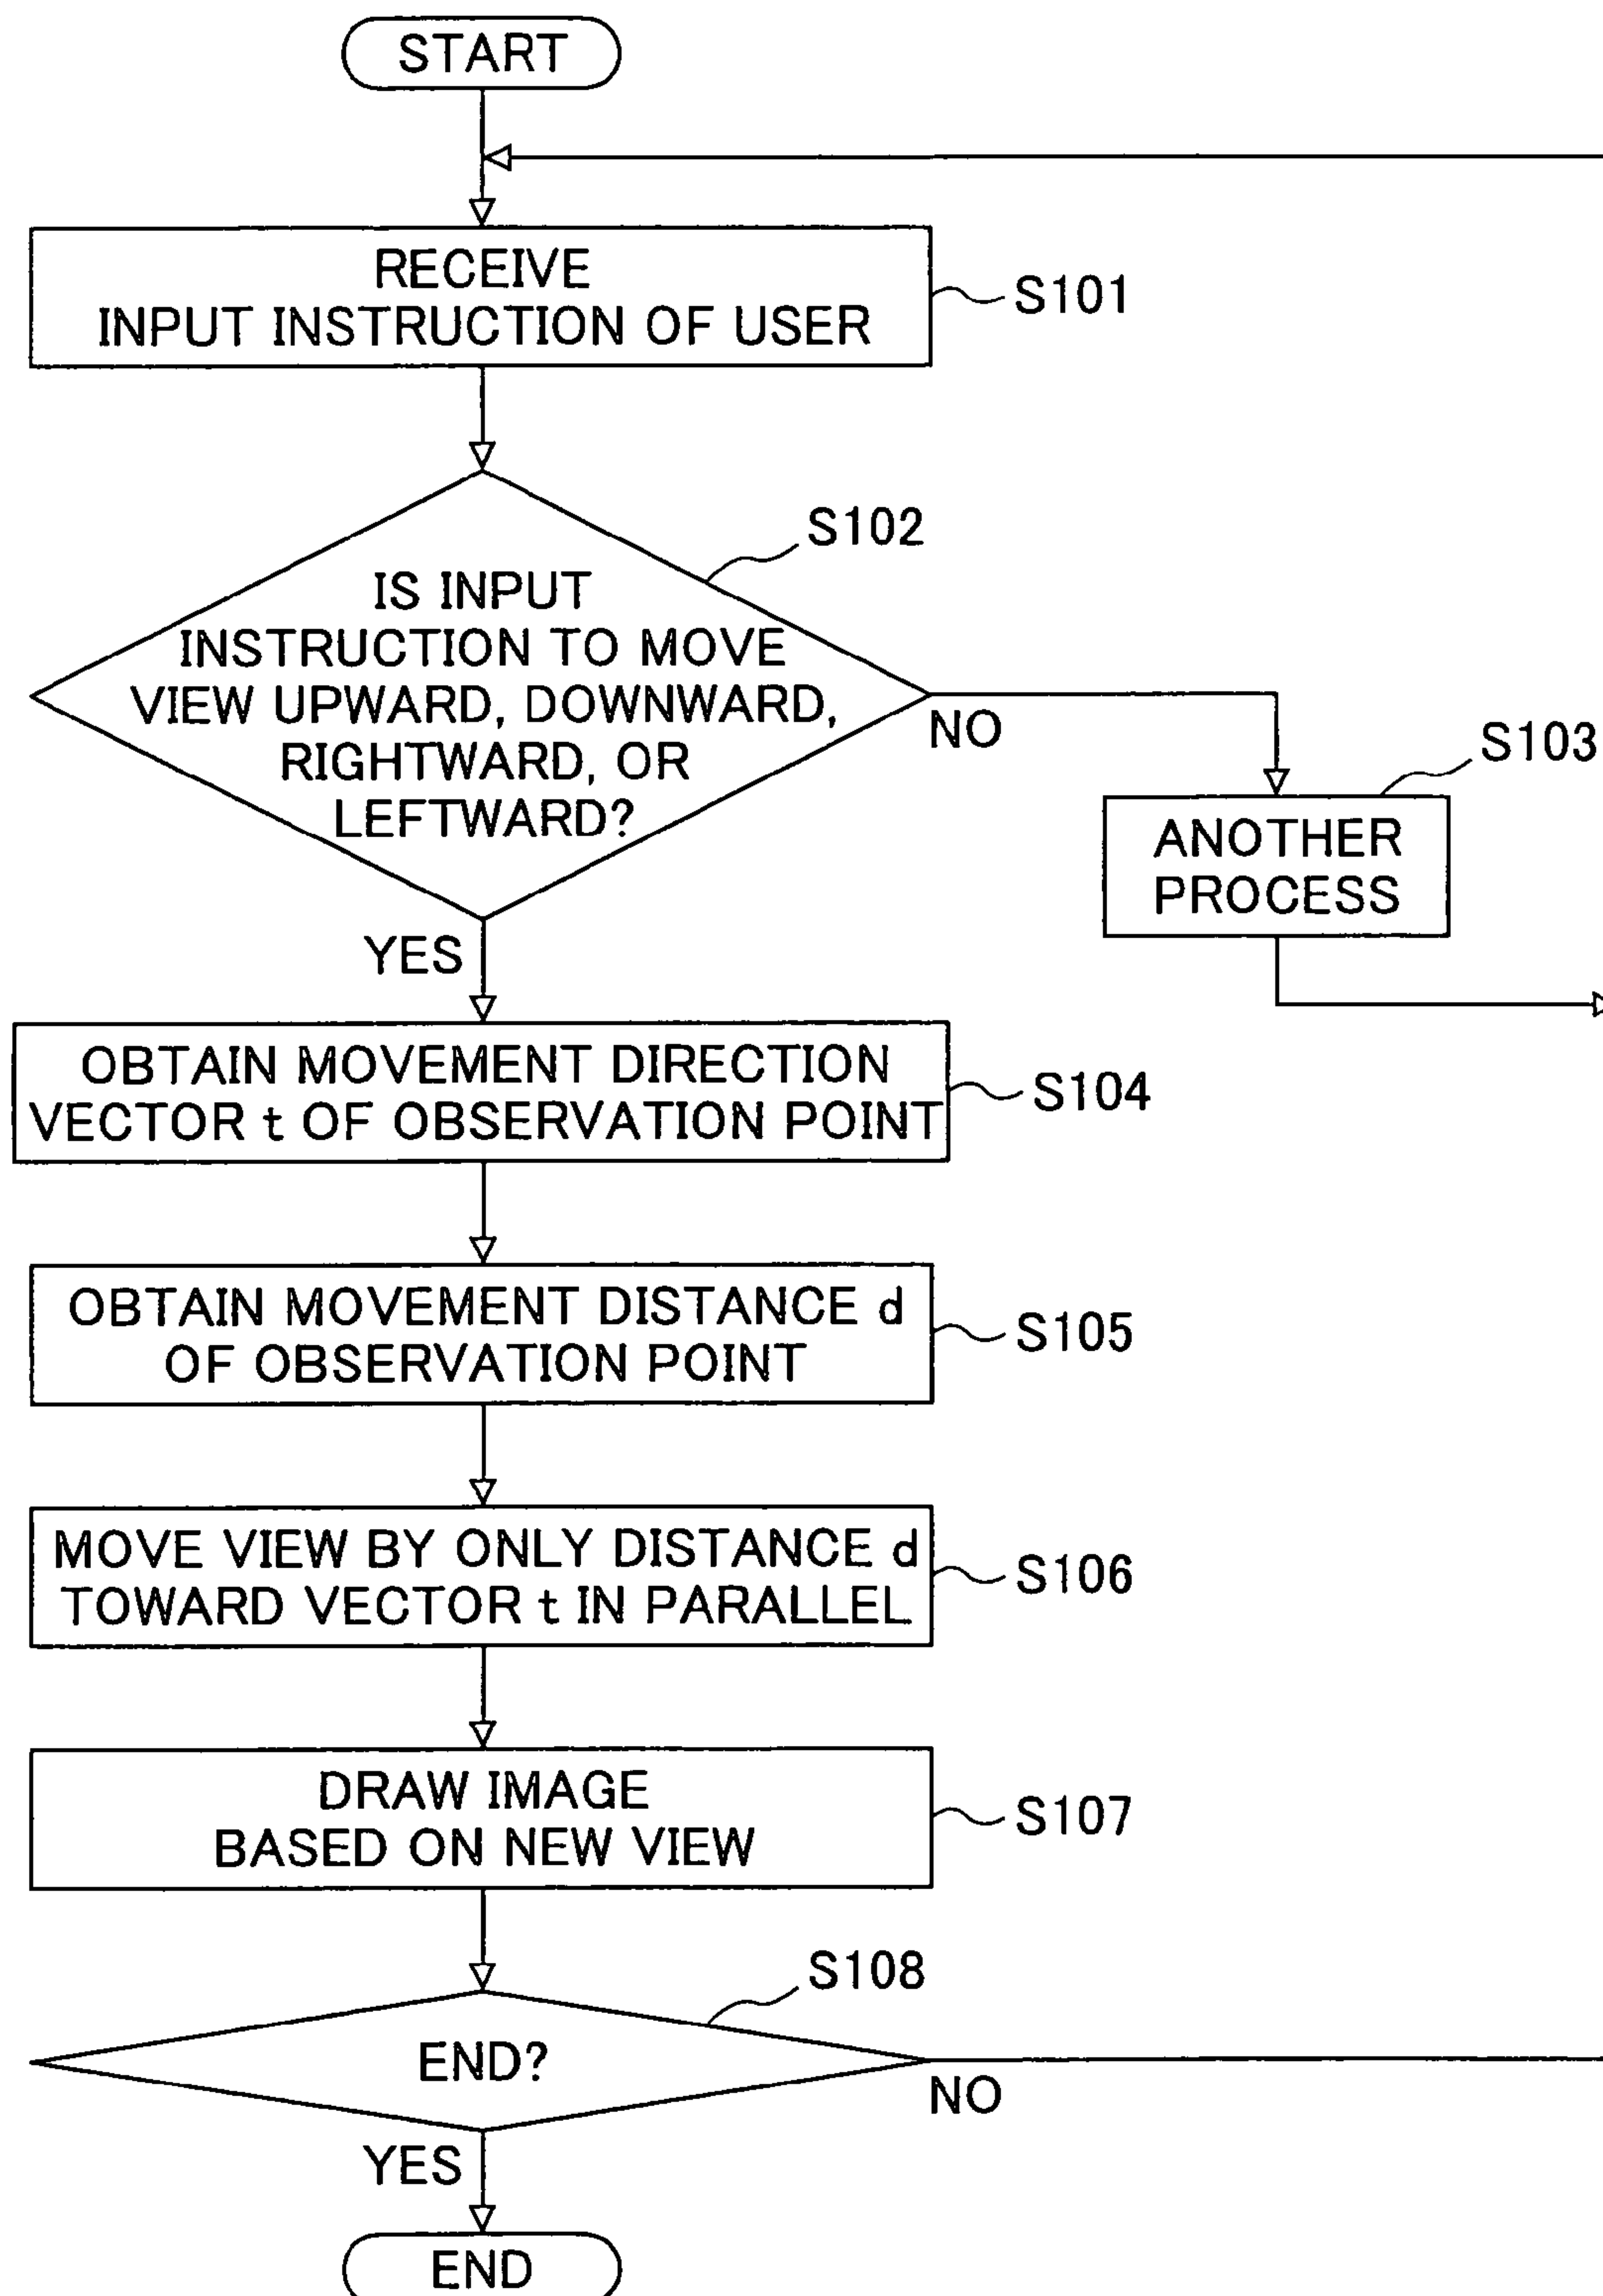 START
RECEIVE
INPUT INSTRUCTION OF USER
S101
S102
IS INPUT
INSTRUCTION TO MOVE
VIEW UPWARD, DOWNWARD,
RIGHTWARD, OR
LEFTWARD?
NO
S103
ANOTHER
PROCESS
YES
OBTAIN MOVEMENT DIRECTION
VECTOR t OF OBSERVATION POINT
S104
OBTAIN MOVEMENT DISTANCE d
OF OBSERVATION POINT
S105
MOVE VIEW BY ONLY DISTANCE d
TOWARD VECTOR t IN PARALLEL
S106
DRAW IMAGE
BASED ON NEW VIEW
S107
S108
END?
NO
YES
END